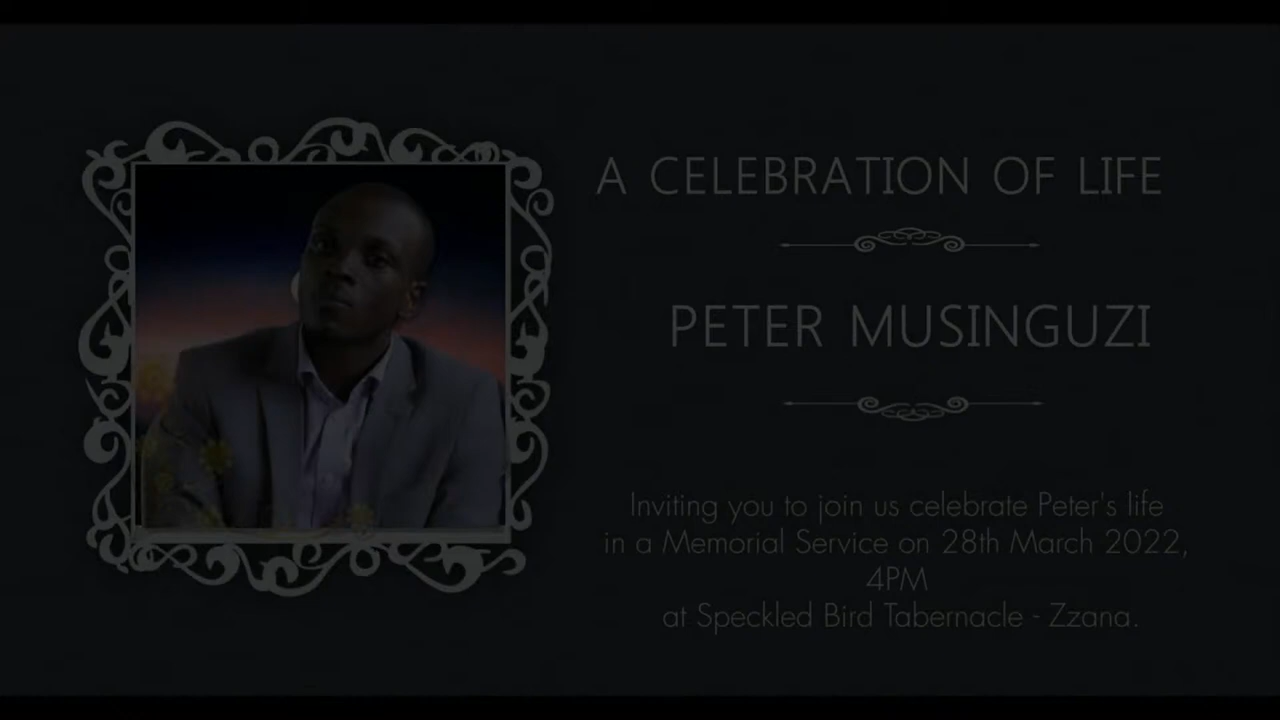 A CELEBRATION OF LIFE
PETER MUSINGUZI
Inviting you to join us celebrate Peter's life
in a Memorial Service on 28th March 2022,
4PM
at Speckled Bird Tabernacle - Zzana.